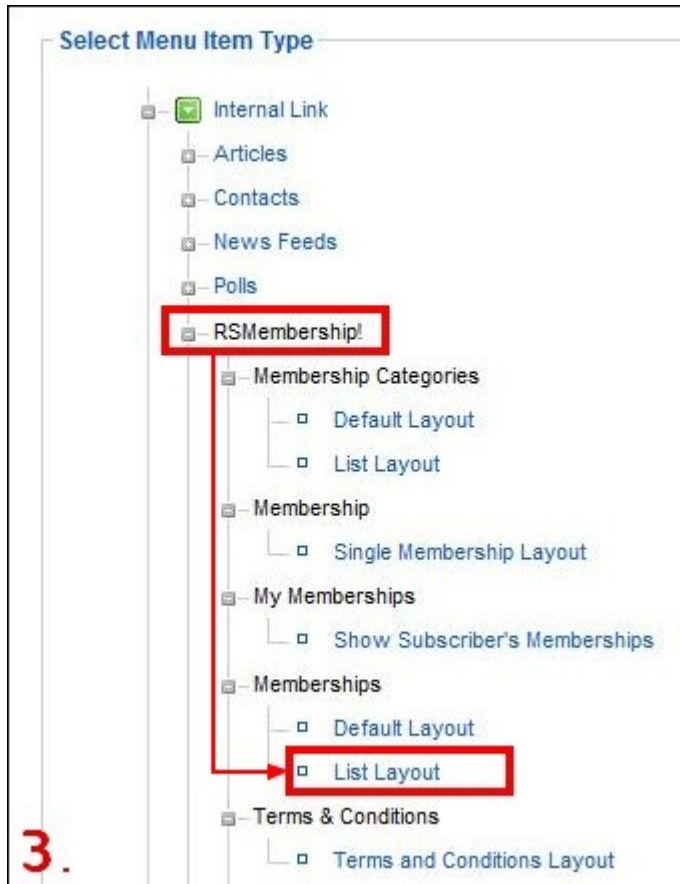 Select Menu Item Type
Internal Link
Articles
Contacts
News Feeds
Polls
RSMembership!
Membership Categories
Default Layout
List Layout
Membership
Single Membership Layout
My Memberships
Show Subscriber's Memberships
Memberships
Default Layout
List Layout
Terms & Conditions
Terms and Conditions Layout
3.